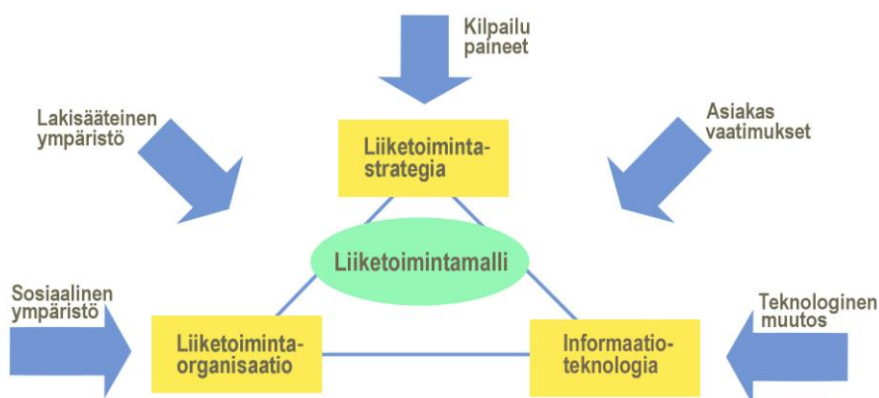 Kilpailu
paineet
Lakisääteinen
ympäristö
Asiakas
vaatimukset
Liiketoiminta-
strategia
Liiketoimintamalli
Sosiaalinen
ympäristö
Teknologinen
muutos
Liiketoiminta-
organisaatio
Informaatio-
teknologia